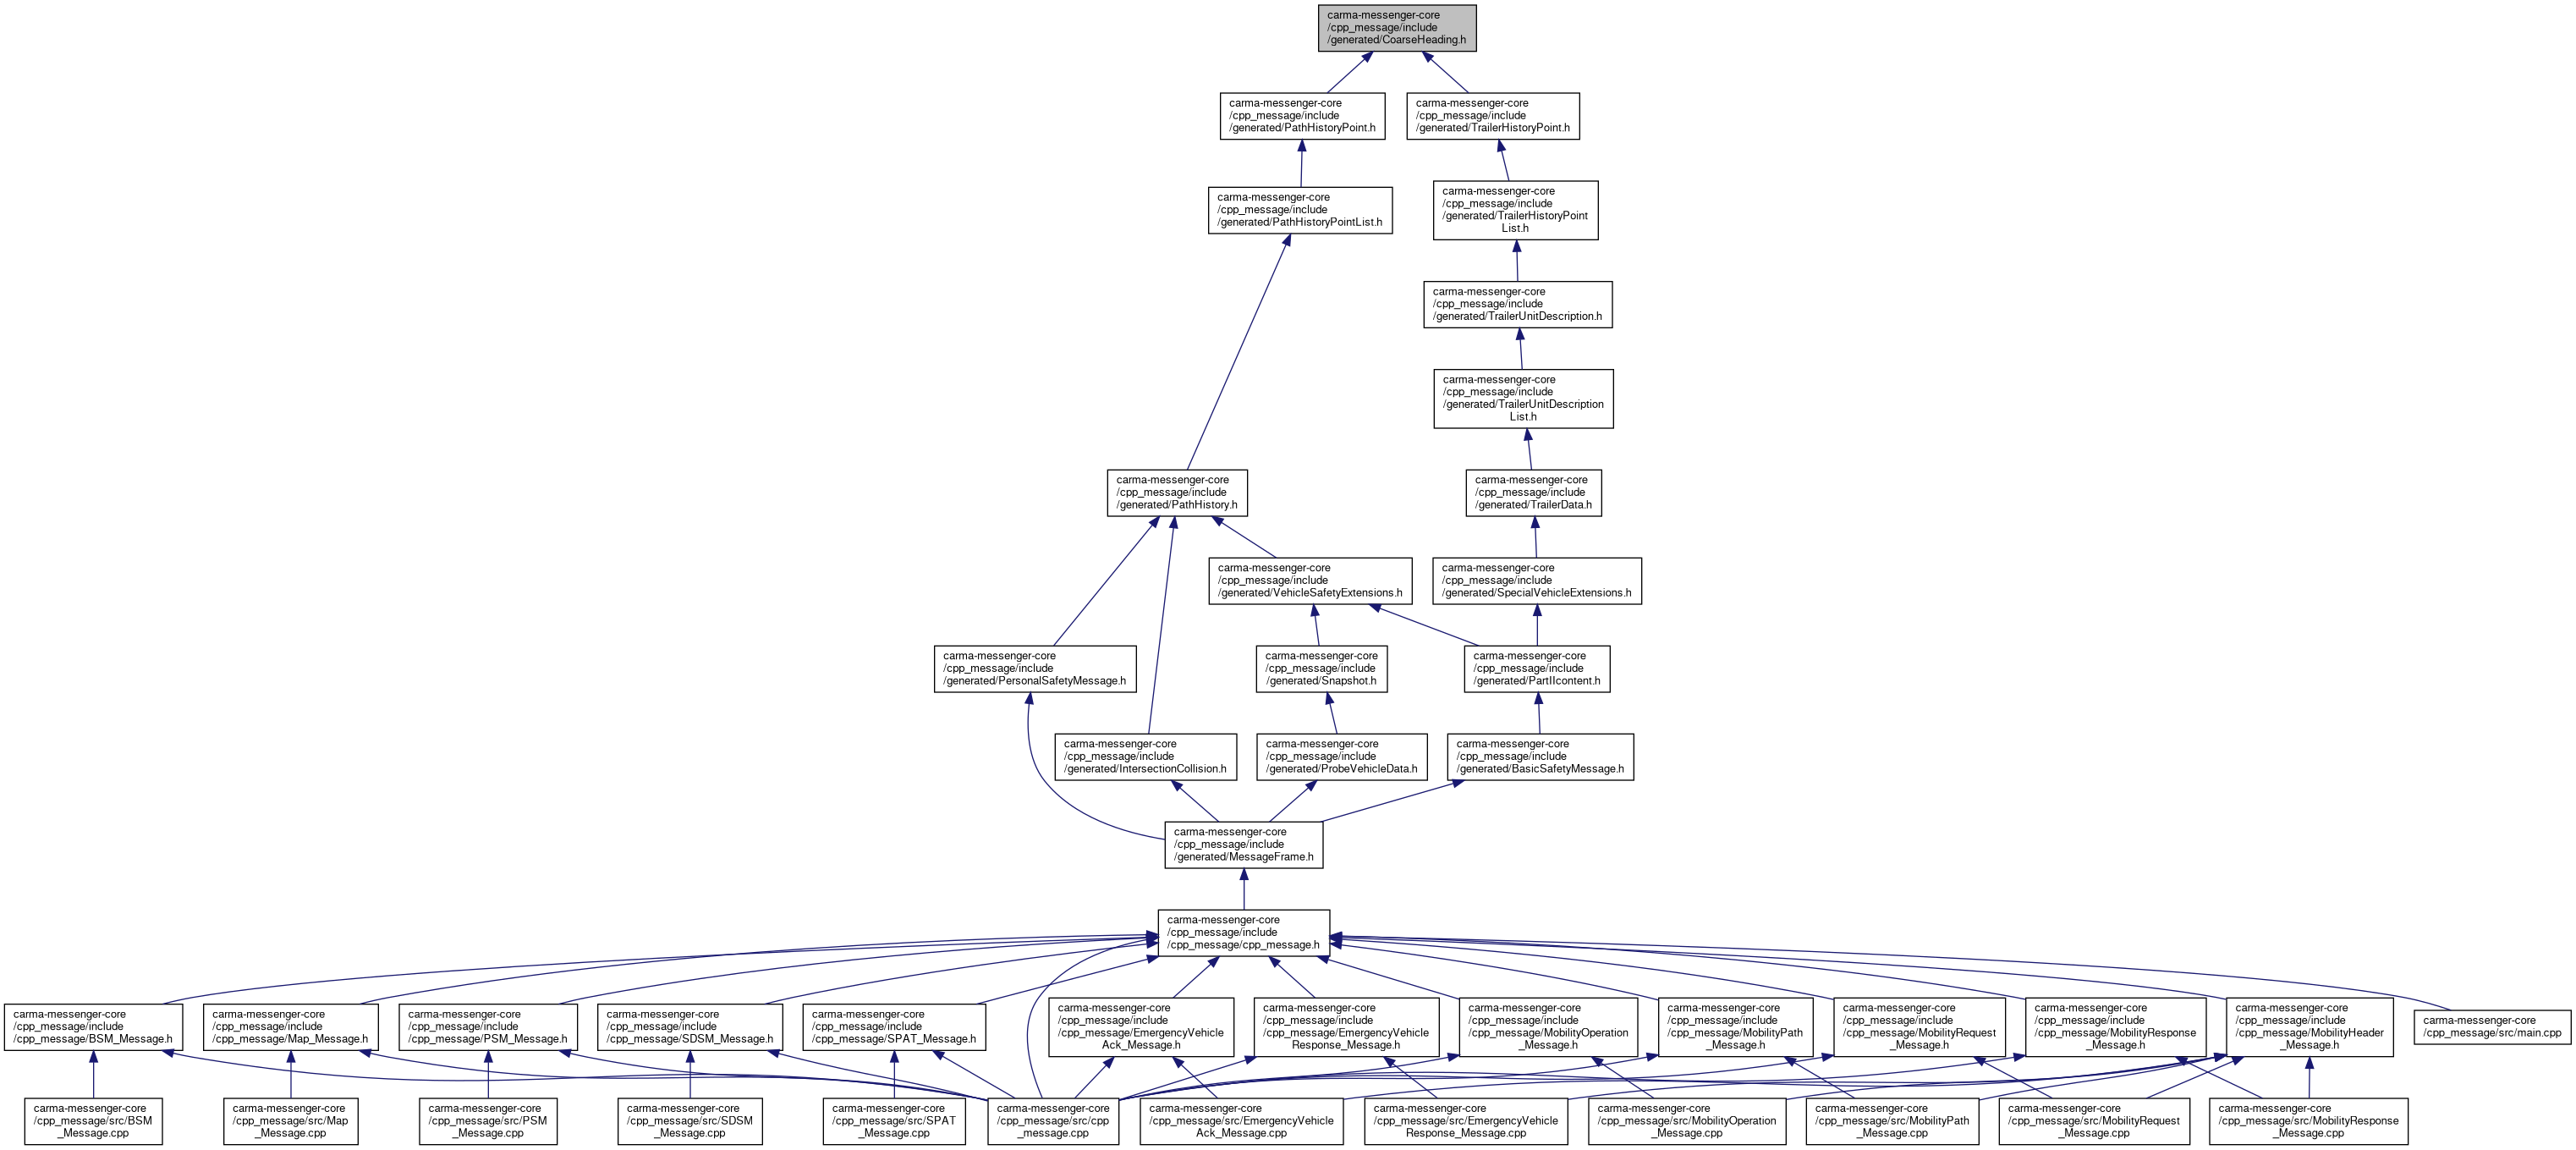 carma-messenger-core
/cpp_message/include
/generated/CoarseHeading.h
carma-messenger-core
/cpp_message/include
/generated/PathHistoryPoint.h
carma-messenger-core
/cpp_message/include
/generated/TrailerHistoryPoint.h
carma-messenger-core
/cpp_message/include
/generated/PathHistoryPointList.h
carma-messenger-core
/cpp_message/include
/generated/TrailerHistoryPoint
List.h
carma-messenger-core
/cpp_message/include
/generated/TrailerUnitDescription.h
carma-messenger-core
/cpp_message/include
/generated/TrailerUnitDescription
List.h
carma-messenger-core
/cpp_message/include
/generated/PathHistory.h
carma-messenger-core
/cpp_message/include
/generated/TrailerData.h
carma-messenger-core
/cpp_message/include
/generated/VehicleSafetyExtensions.h
carma-messenger-core
/cpp_message/include
/generated/SpecialVehicleExtensions.h
carma-messenger-core
/cpp_message/include
/generated/PersonalSafetyMessage.h
carma-messenger-core
/cpp_message/include
/generated/Snapshot.h
carma-messenger-core
/cpp_message/include
/generated/PartIIcontent.h
carma-messenger-core
/cpp_message/include
/generated/IntersectionCollision.h
carma-messenger-core
/cpp_message/include
/generated/ProbeVehicleData.h
carma-messenger-core
/cpp_message/include
/generated/BasicSafetyMessage.h
carma-messenger-core
/cpp_message/include
/generated/MessageFrame.h
carma-messenger-core
/cpp_message/include
/cpp_message/cpp_message.h
carma-messenger-core
/cpp_message/include
/cpp_message/BSM_Message.h
carma-messenger-core
/cpp_message/include
/cpp_message/Map_Message.h
carma-messenger-core
/cpp_message/include
/cpp_message/PSM_Message.h
carma-messenger-core
/cpp_message/include
/cpp_message/SDSM_Message.h
carma-messenger-core
/cpp_message/include
/cpp_message/SPAT_Message.h
carma-messenger-core
/cpp_message/include
/cpp_message/EmergencyVehicle
Ack_Message.h
carma-messenger-core
/cpp_message/include
/cpp_message/EmergencyVehicle
Response_Message.h
carma-messenger-core
/cpp_message/include
/cpp_message/MobilityOperation
_Message.h
carma-messenger-core
/cpp_message/include
/cpp_message/MobilityPath
_Message.h
carma-messenger-core
/cpp_message/include
/cpp_message/MobilityRequest
_Message.h
carma-messenger-core
/cpp_message/include
/cpp_message/MobilityResponse
_Message.h
carma-messenger-core
/cpp_message/include
/cpp_message/MobilityHeader
_Message.h
carma-messenger-core
/cpp_message/src/main.cpp
carma-messenger-core
/cpp_message/src/BSM
_Message.cpp
carma-messenger-core
/cpp_message/src/Map
_Message.cpp
carma-messenger-core
/cpp_message/src/PSM
_Message.cpp
carma-messenger-core
/cpp_message/src/SDSM
_Message.cpp
carma-messenger-core
/cpp_message/src/SPAT
_Message.cpp
carma-messenger-core
/cpp_message/src/cpp
_message.cpp
carma-messenger-core
/cpp_message/src/EmergencyVehicle
Ack_Message.cpp
carma-messenger-core
/cpp_message/src/EmergencyVehicle
Response_Message.cpp
carma-messenger-core
/cpp_message/src/MobilityOperation
_Message.cpp
carma-messenger-core
/cpp_message/src/MobilityPath
_Message.cpp
carma-messenger-core
/cpp_message/src/MobilityRequest
_Message.cpp
carma-messenger-core
/cpp_message/src/MobilityResponse
_Message.cpp